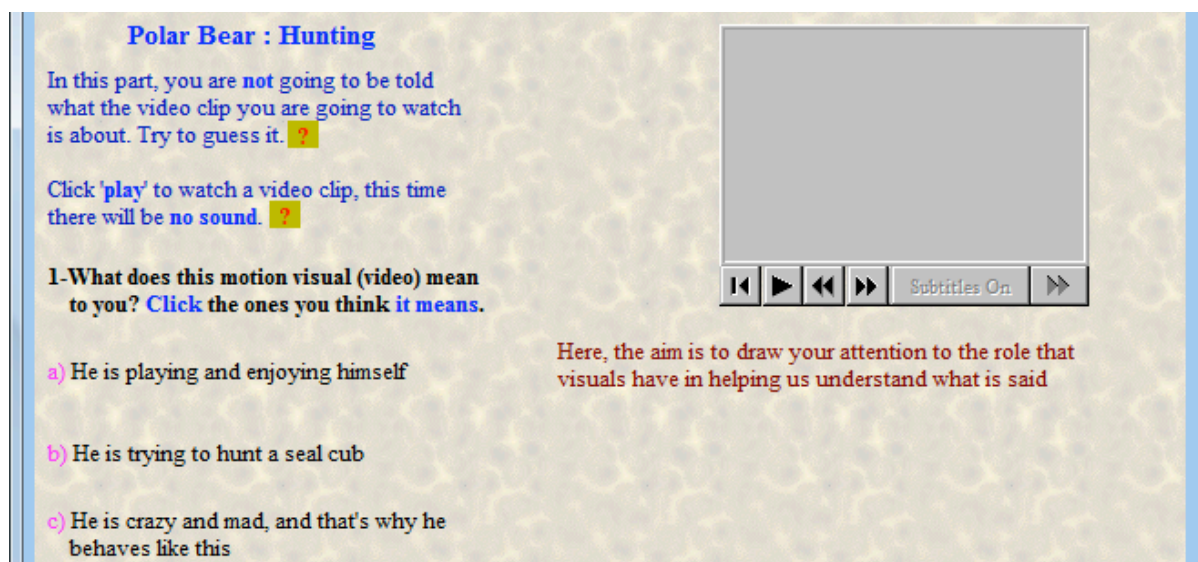 Polar Bear : Hunting
In this part, you are not going to be told
what the video clip you are going to watch
is about. Try to guess it. ?
Click 'play' to watch a video clip, this time
there will be no sound. ?
1-What does this motion visual (video) mean
to you? Click the ones you think it means.
a) He is playing and enjoying himself
b) He is trying to hunt a seal cub
c) He is crazy and mad, and that's why he
behaves like this
Subtitles On
Here, the aim is to draw your attention to the role that
visuals have in helping us understand what is said